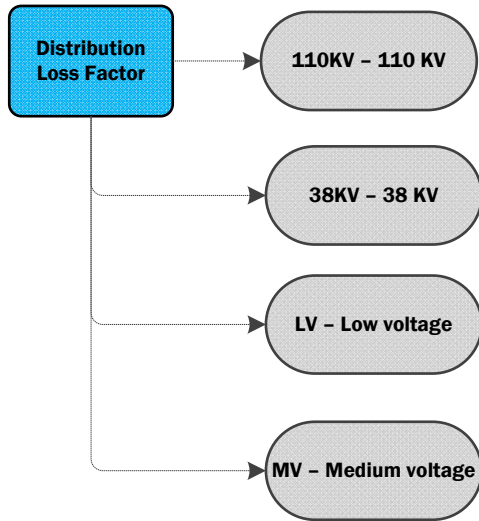 Distribution
Loss Factor
110KV – 110 KV
38KV – 38 KV
LV – Low voltage
MV – Medium voltage